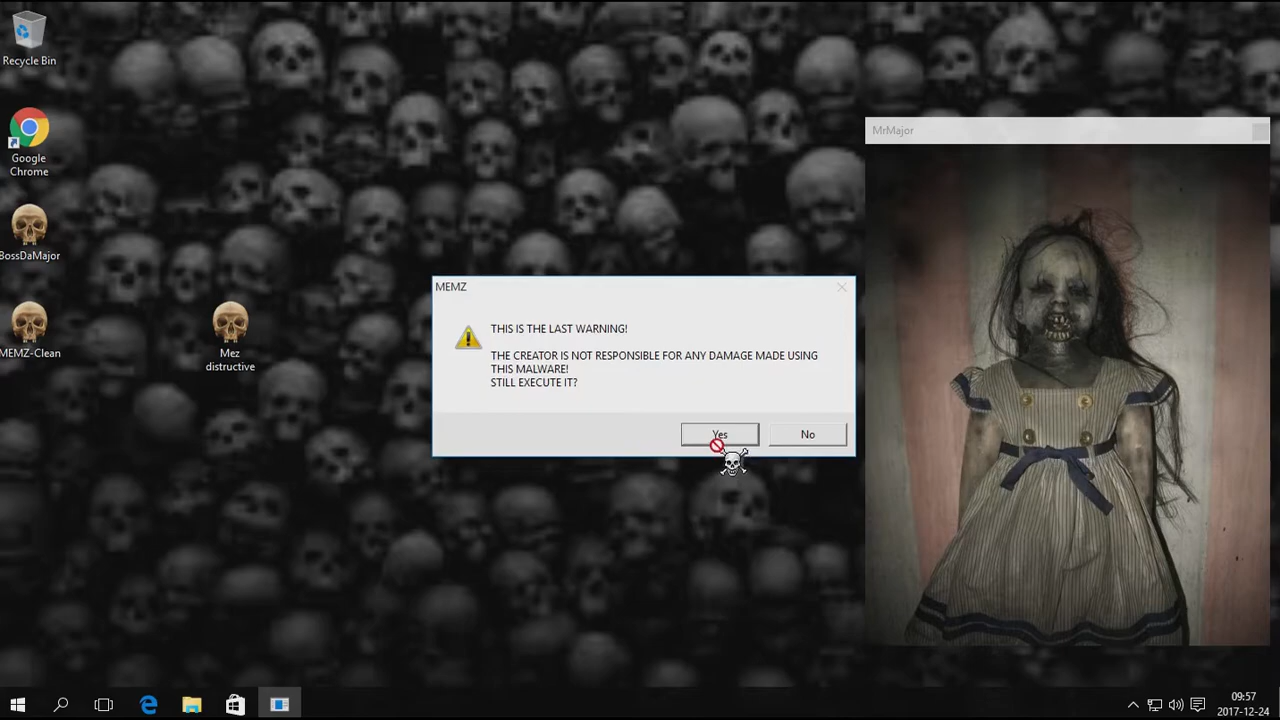 Recycle Bin
Google
Chrome
BossDaMajor
MEMZ-Clean
Mez
distructive
MEMZ
THIS IS THE LAST WARNING!
THE CREATOR IS NOT RESPONSIBLE FOR ANY DAMAGE MADE USING
THIS MALWARE!
STILL EXECUTE IT?
Yes
No
MrMajor
09:57
2017-12-24